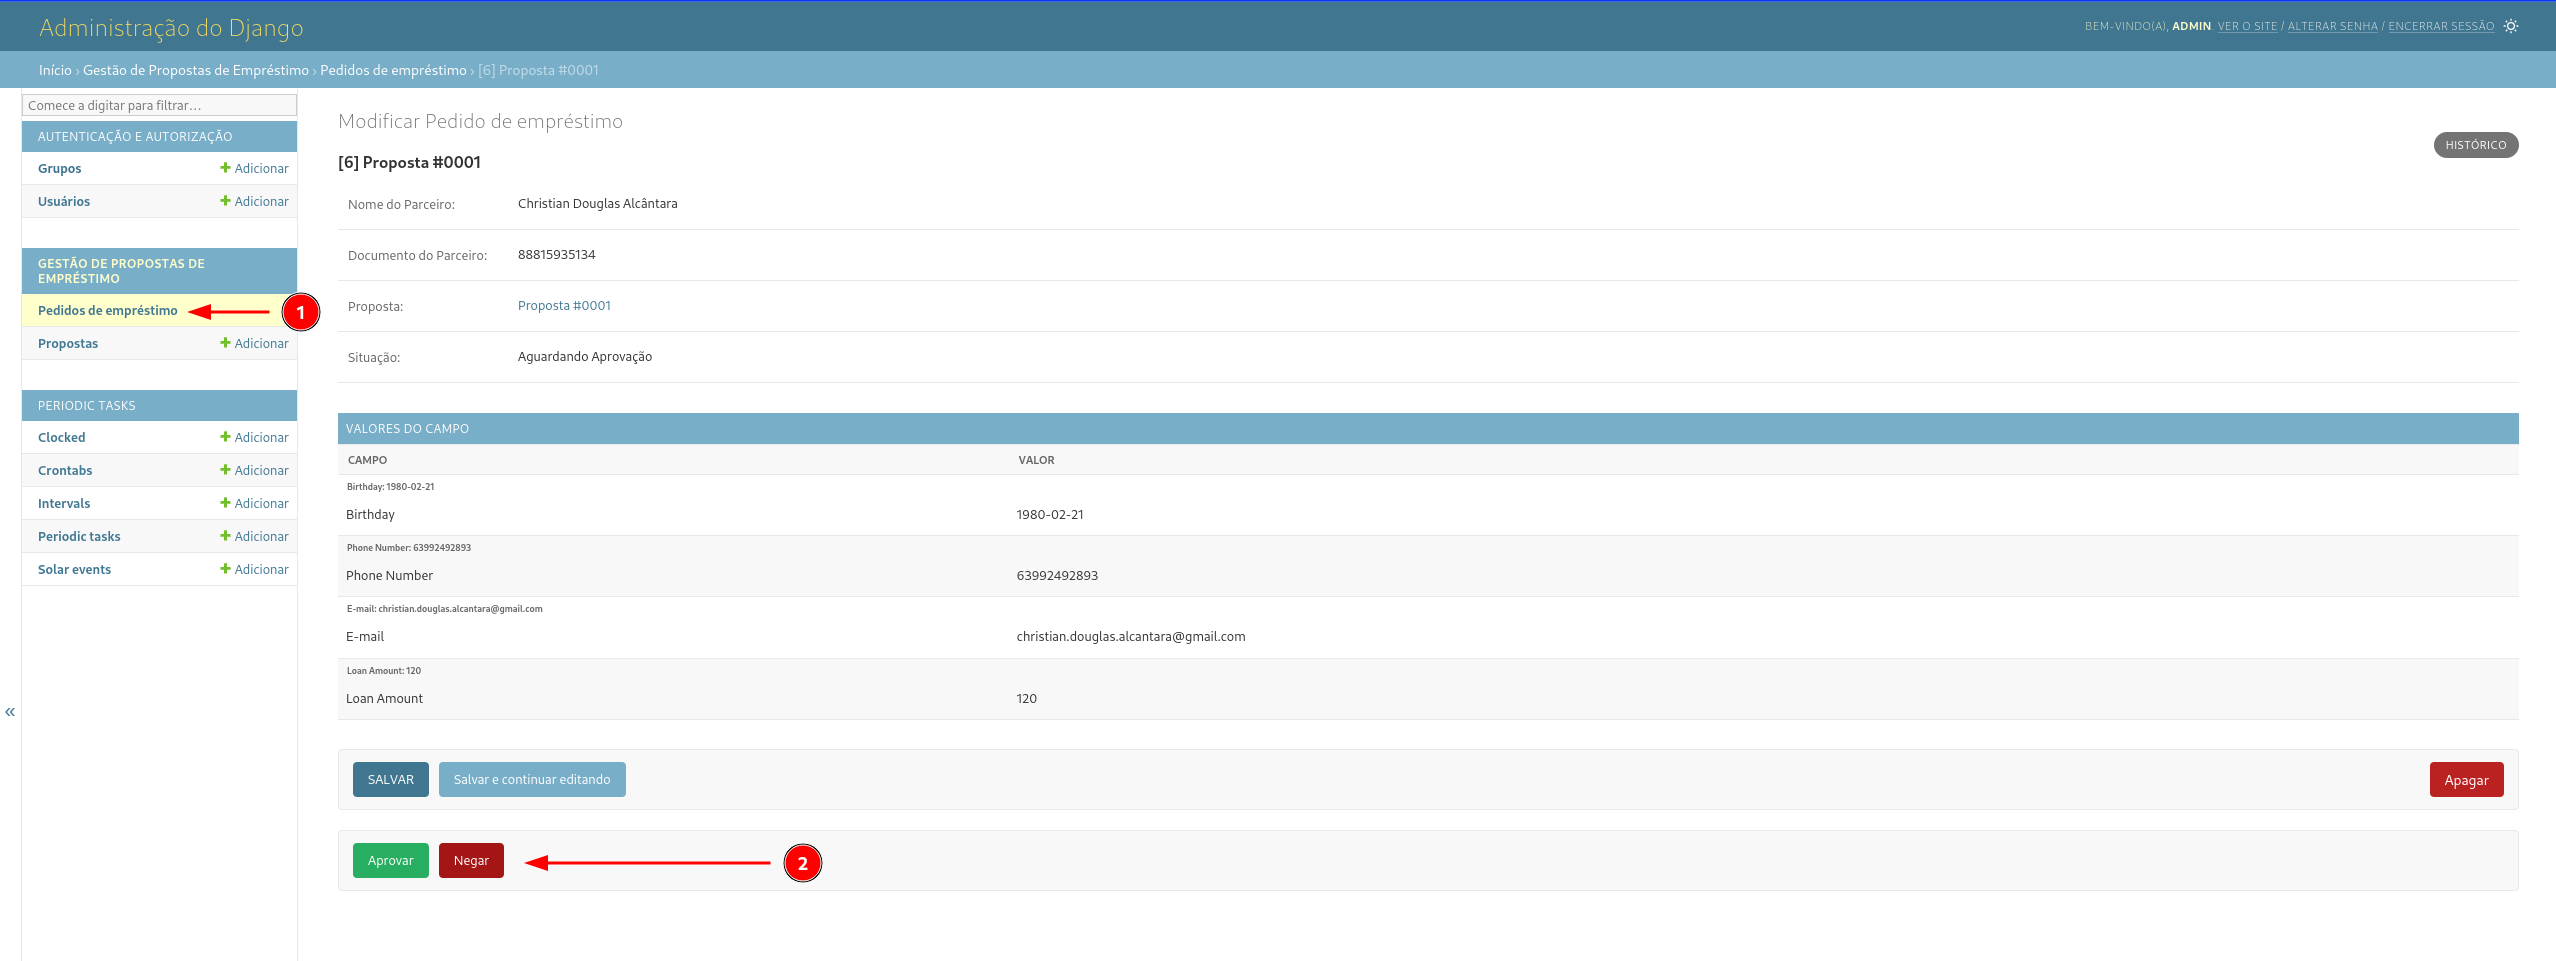 Administração do Django
BEM-VINDO(A), ADMIN. VER O SITE / ALTERAR SENHA / ENCERRAR SESSÃO
Início › Gestão de Propostas de Empréstimo › Pedidos de empréstimo › [6] Proposta #0001
Comece a digitar para filtrar…
AUTENTICAÇÃO E AUTORIZAÇÃO
Grupos Adicionar
Usuários Adicionar
GESTÃO DE PROPOSTAS DE
EMPRÉSTIMO
Pedidos de empréstimo 1
Propostas Adicionar
PERIODIC TASKS
Clocked Adicionar
Crontabs Adicionar
Intervals Adicionar
Periodic tasks Adicionar
Solar events Adicionar
«
Modificar Pedido de empréstimo
HISTÓRICO
[6] Proposta #0001
Nome do Parceiro: Christian Douglas Alcântara
Documento do Parceiro: 88815935134
Proposta: Proposta #0001
Situação: Aguardando Aprovação
VALORES DO CAMPO
CAMPO VALOR
Birthday: 1980-02-21
Birthday 1980-02-21
Phone Number: 63992492893
Phone Number 63992492893
E-mail: christian.douglas.alcantara@gmail.com
E-mail christian.douglas.alcantara@gmail.com
Loan Amount: 120
Loan Amount 120
SALVAR Salvar e continuar editando Apagar
Aprovar Negar 2